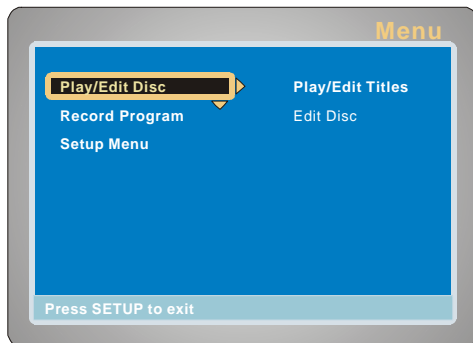 Menu
Play/Edit Disc
Record Program
Setup Menu
Play/Edit Titles
Edit Disc
Press SETUP to exit